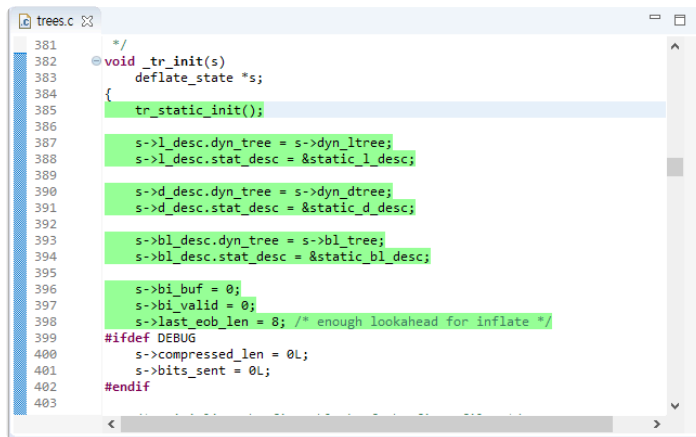 trees.c
381 */
382 void _tr_init(s)
383 deflate_state *s;
384 {
385 tr_static_init();
386
387 s->l_desc.dyn_tree = s->dyn_ltree;
388 s->l_desc.stat_desc = &static_l_desc;
389
390 s->d_desc.dyn_tree = s->dyn_dtree;
391 s->d_desc.stat_desc = &static_d_desc;
392
393 s->bl_desc.dyn_tree = s->bl_tree;
394 s->bl_desc.stat_desc = &static_bl_desc;
395
396 s->bi_buf = 0;
397 s->bi_valid = 0;
398 s->last_eob_len = 8; /* enough lookahead for inflate */
399 #ifdef DEBUG
400 s->compressed_len = 0L;
401 s->bits_sent = 0L;
402 #endif
403